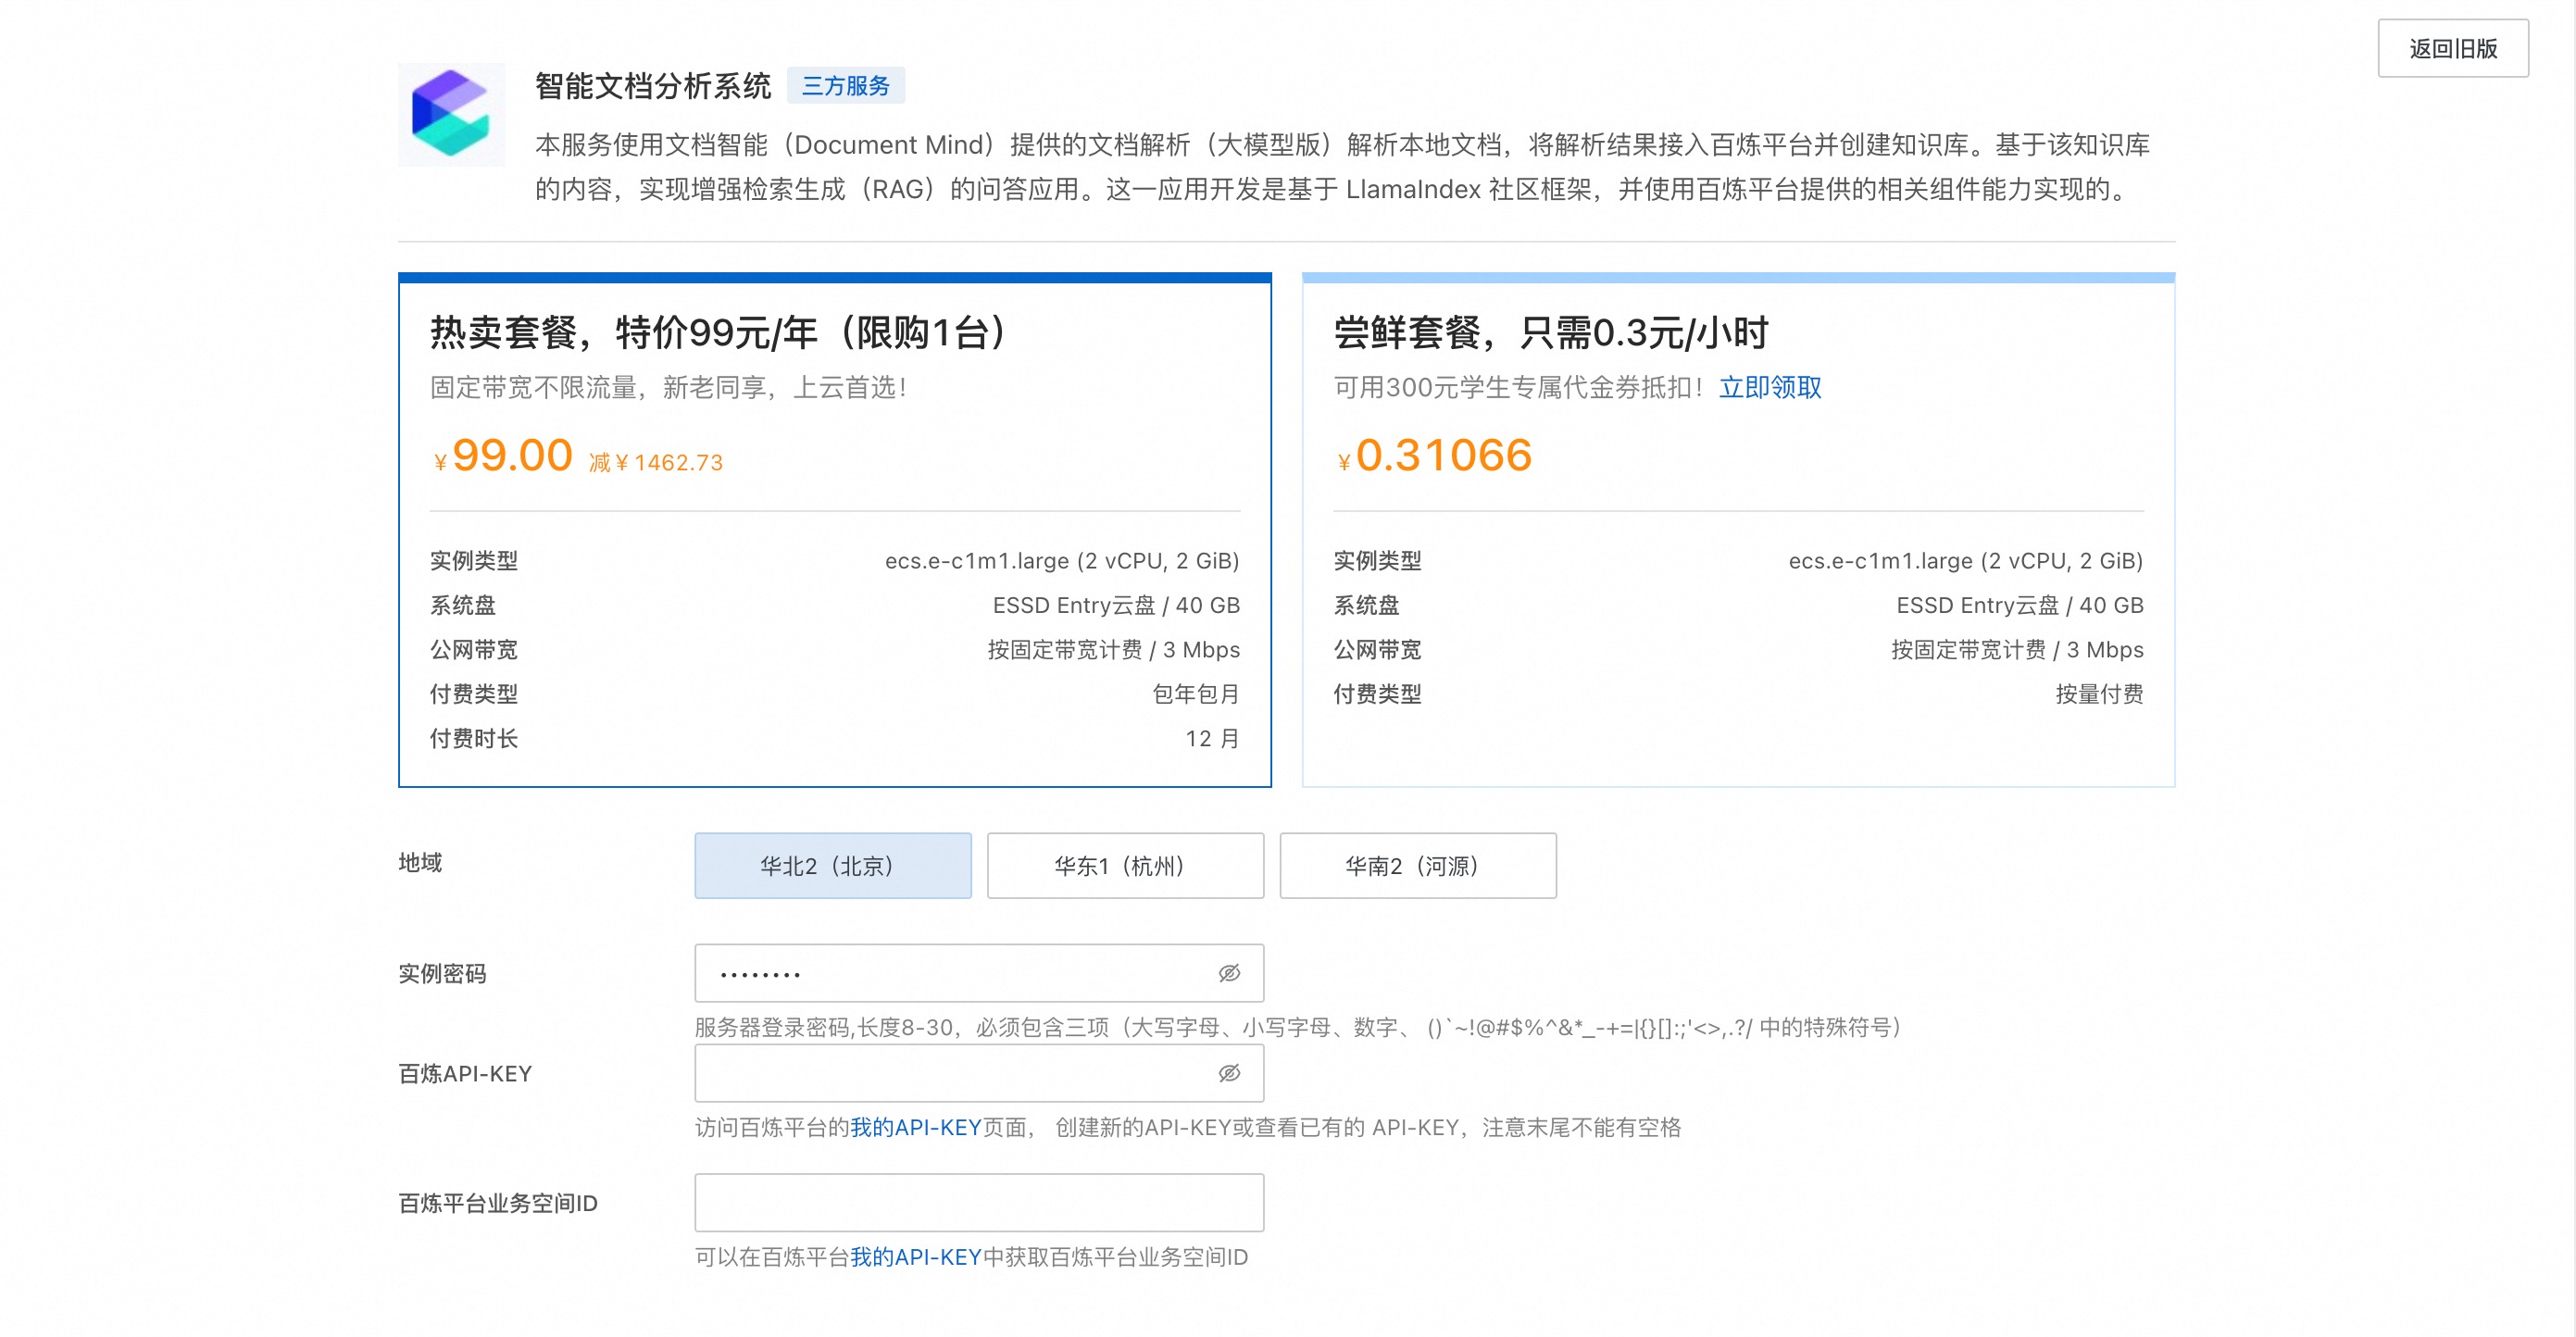 返回旧版
智能文档分析系统 三方服务
本服务使用文档智能（Document Mind）提供的文档解析（大模型版）解析本地文档，将解析结果接入百炼平台并创建知识库。基于该知识库
的内容，实现增强检索生成（RAG）的问答应用。这一应用开发是基于 LlamaIndex 社区框架，并使用百炼平台提供的相关组件能力实现的。
热卖套餐，特价99元/年（限购1台）
固定带宽不限流量，新老同享，上云首选！
¥99.00 减¥1462.73
实例类型 ecs.e-c1m1.large (2 vCPU, 2 GiB)
系统盘 ESSD Entry云盘 / 40 GB
公网带宽 按固定带宽计费 / 3 Mbps
付费类型 包年包月
付费时长 12 月
尝鲜套餐，只需0.3元/小时
可用300元学生专属代金券抵扣！立即领取
¥0.31066
实例类型 ecs.e-c1m1.large (2 vCPU, 2 GiB)
系统盘 ESSD Entry云盘 / 40 GB
公网带宽 按固定带宽计费 / 3 Mbps
付费类型 按量付费
地域 华北2（北京） 华东1（杭州） 华南2（河源）
实例密码 ••••••••
服务器登录密码,长度8-30，必须包含三项（大写字母、小写字母、数字、 ()`~!@#$%^&*_-+=|{}[]:;'<>,.?/ 中的特殊符号）
百炼API-KEY
访问百炼平台的我的API-KEY页面， 创建新的API-KEY或查看已有的 API-KEY，注意末尾不能有空格
百炼平台业务空间ID
可以在百炼平台我的API-KEY中获取百炼平台业务空间ID